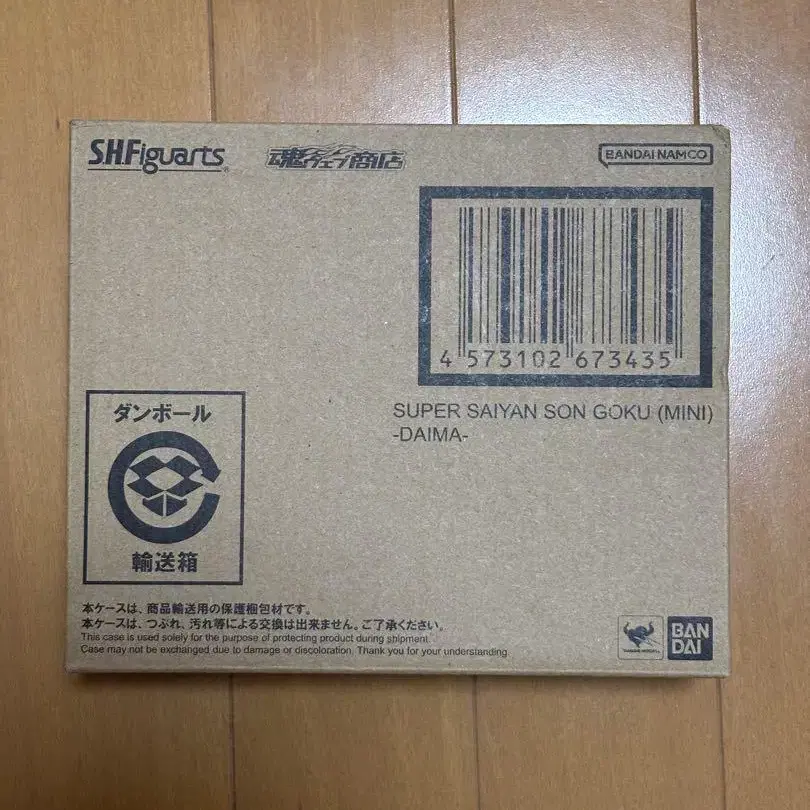 S.H.Figuarts
魂ウェブ商店
BANDAI NAMCO
4 573102 673435
SUPER SAIYAN SON GOKU (MINI)
-DAIMA-
ダンボール
輸送箱
本ケースは、商品輸送用の保護梱包材です。
本ケースは、つぶれ、汚れ等による交換は出来ません。ご了承ください。
This case is used solely for the purpose of protecting product during shipment.
Case may not be exchanged due to damage or discoloration. Thank you for your understanding.
BAN
DAI